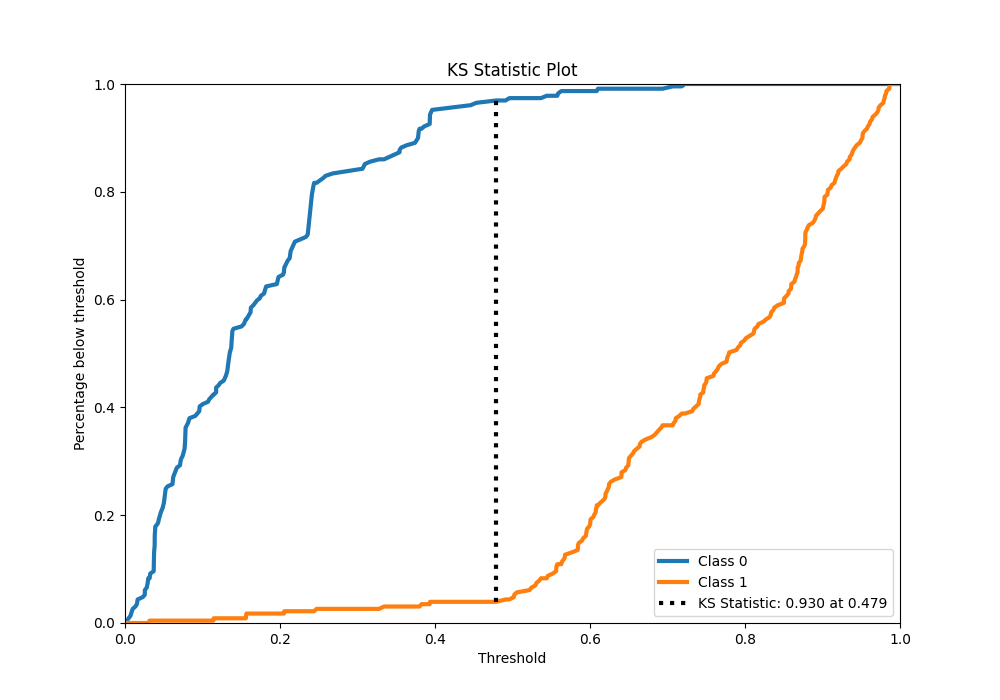 KS Statistic Plot
Percentage below threshold
1.0
0.8
0.6
0.4
0.2
0.0
0.0 0.2 0.4 0.6 0.8 1.0
Threshold
Class 0
Class 1
KS Statistic: 0.930 at 0.479